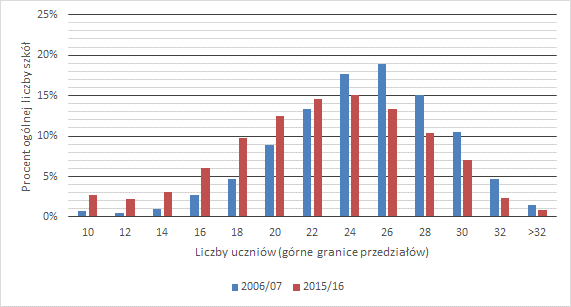 25%
20%
15%
10%
5%
0%
Procent ogólnej liczby szkół
10 12 14 16 18 20 22 24 26 28 30 32 >32
Liczby uczniów (górne granice przedziałów)
2006/07 2015/16